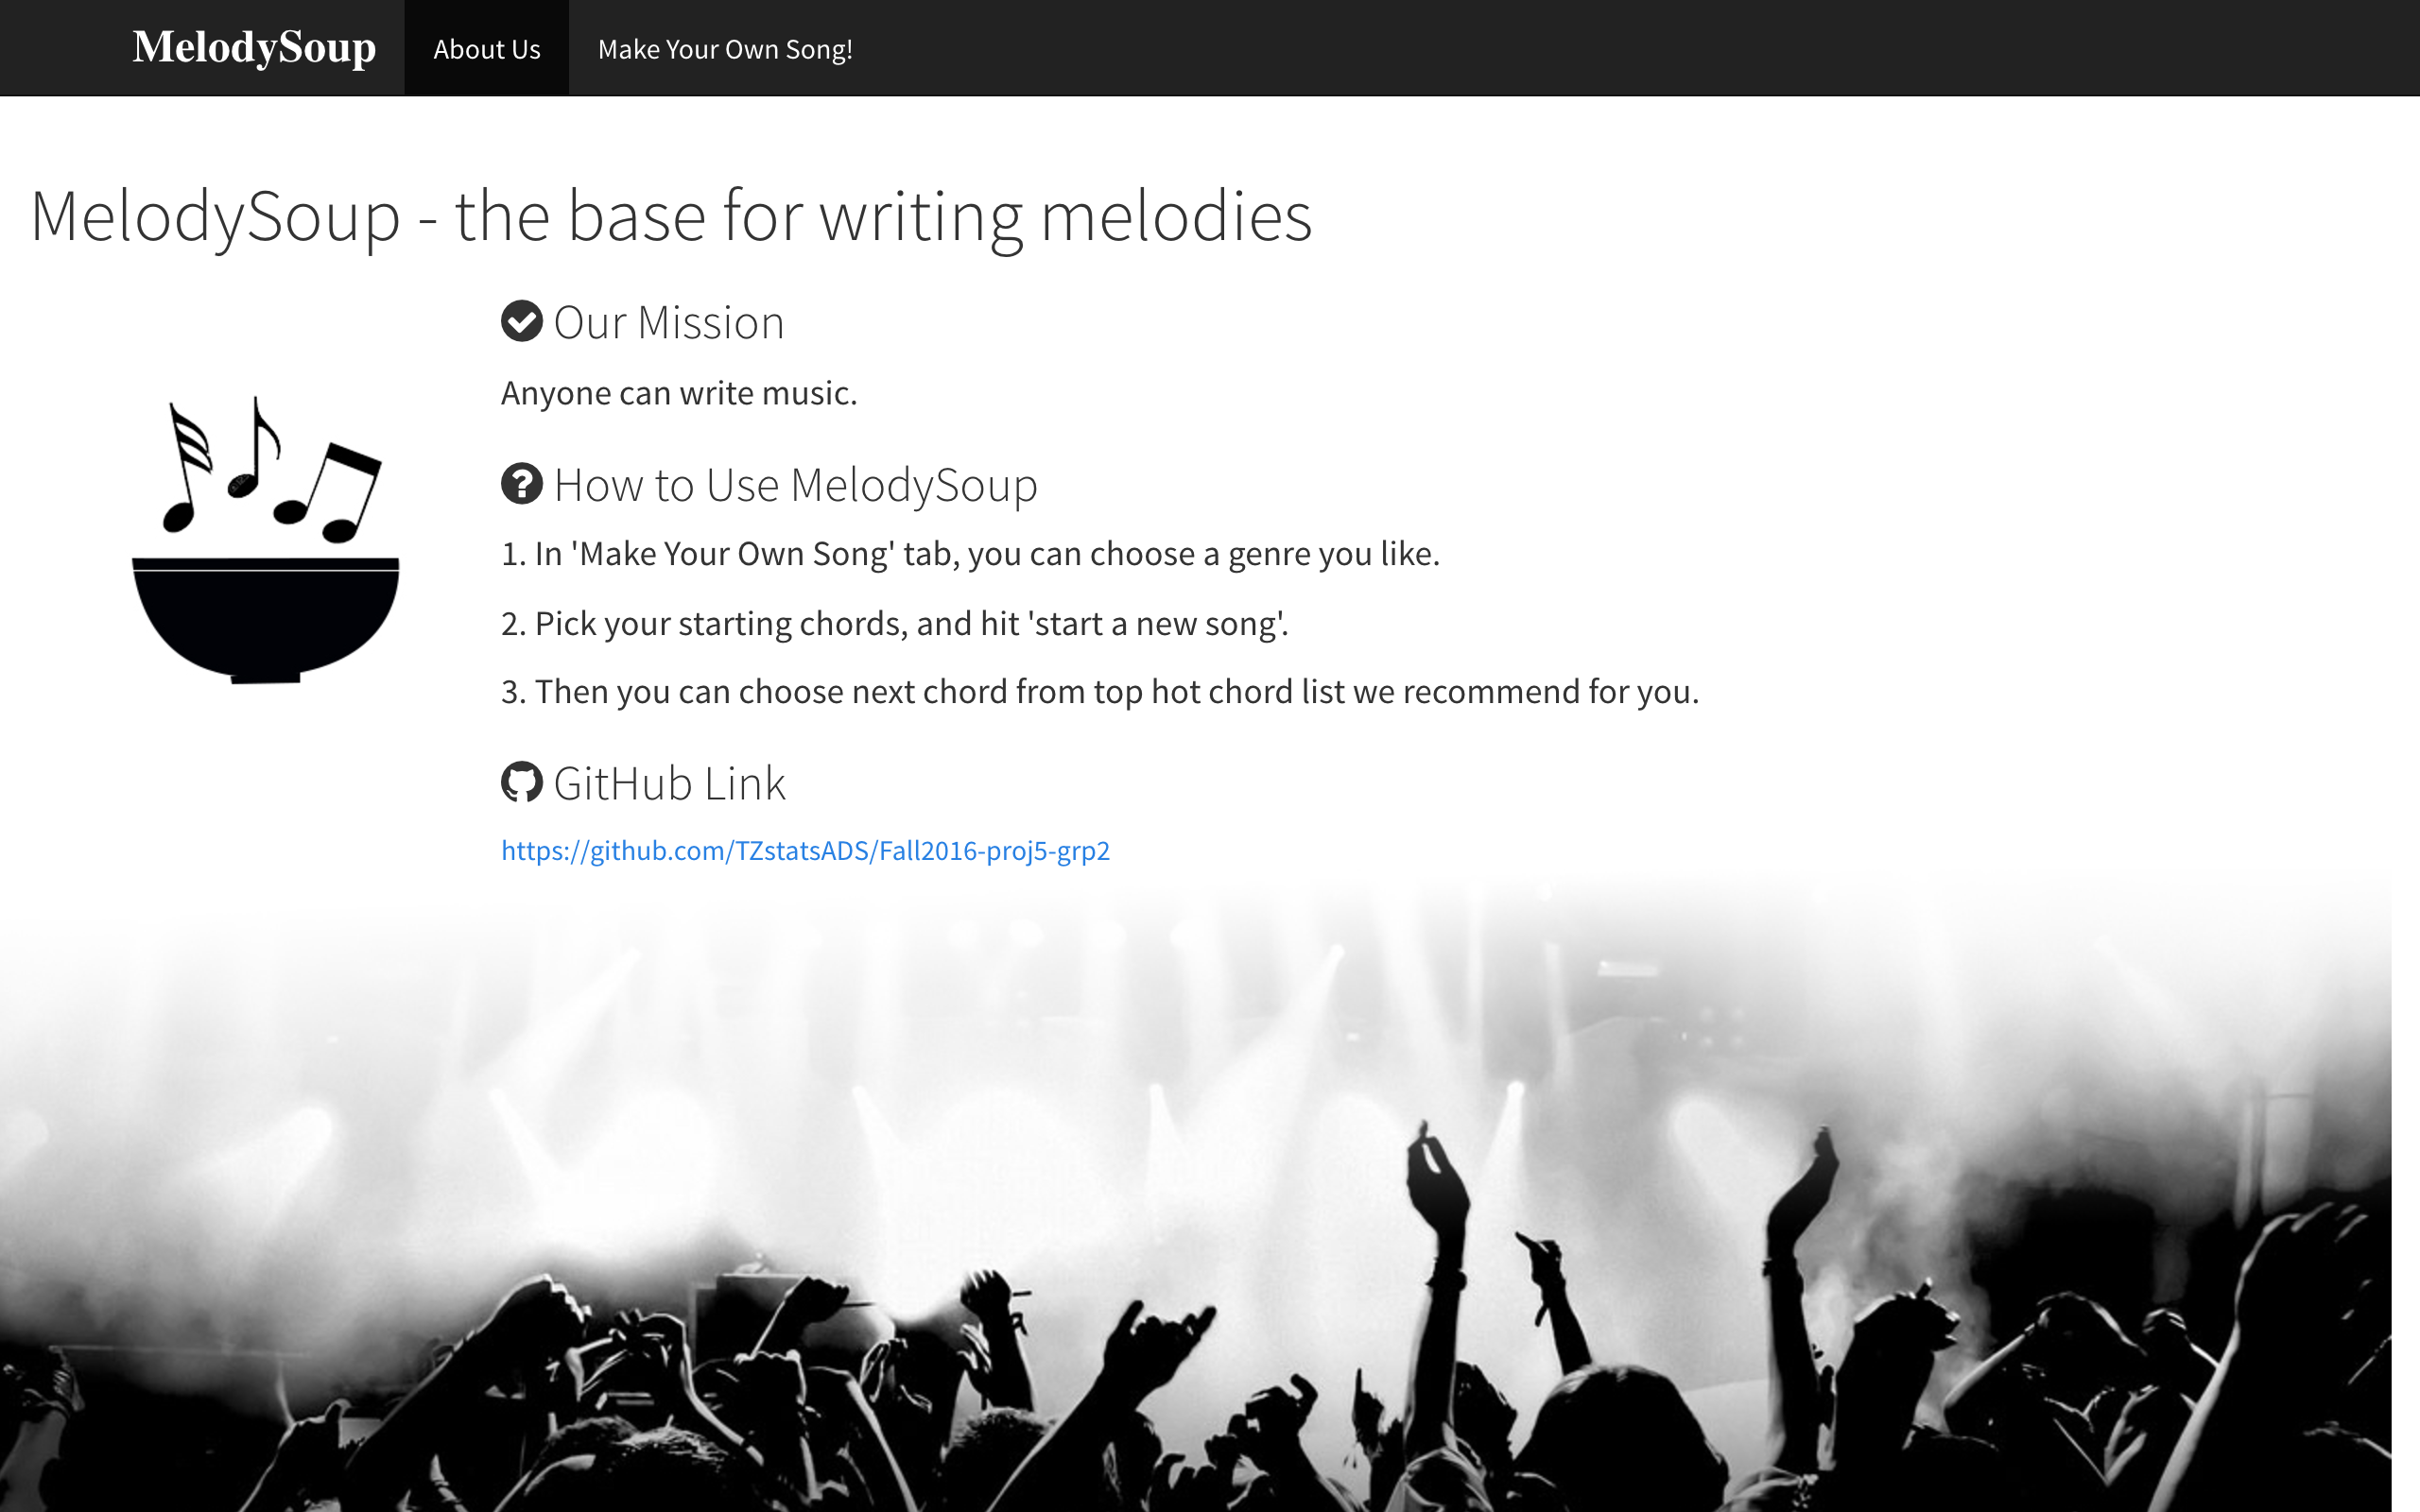 MelodySoup About Us Make Your Own Song!
MelodySoup - the base for writing melodies
Our Mission
Anyone can write music.
How to Use MelodySoup
1. In 'Make Your Own Song' tab, you can choose a genre you like.
2. Pick your starting chords, and hit 'start a new song'.
3. Then you can choose next chord from top hot chord list we recommend for you.
GitHub Link
https://github.com/TZstatsADS/Fall2016-proj5-grp2